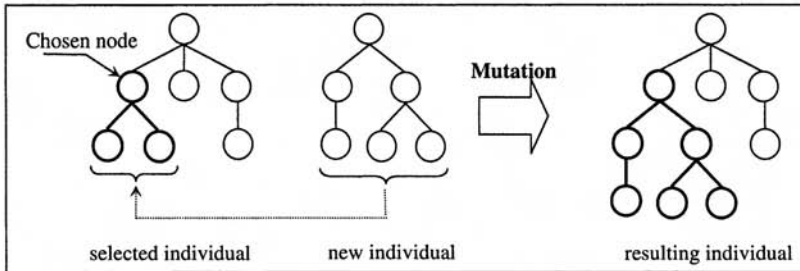 Chosen node
Mutation
selected individual
new individual
resulting individual